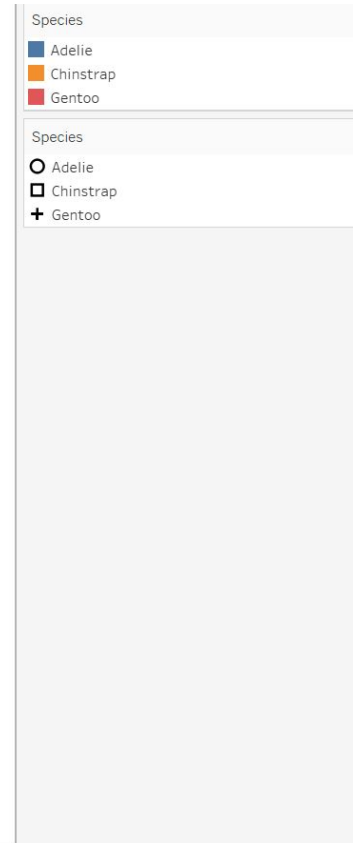 Species
Adelie
Chinstrap
Gentoo
Species
Adelie
Chinstrap
Gentoo